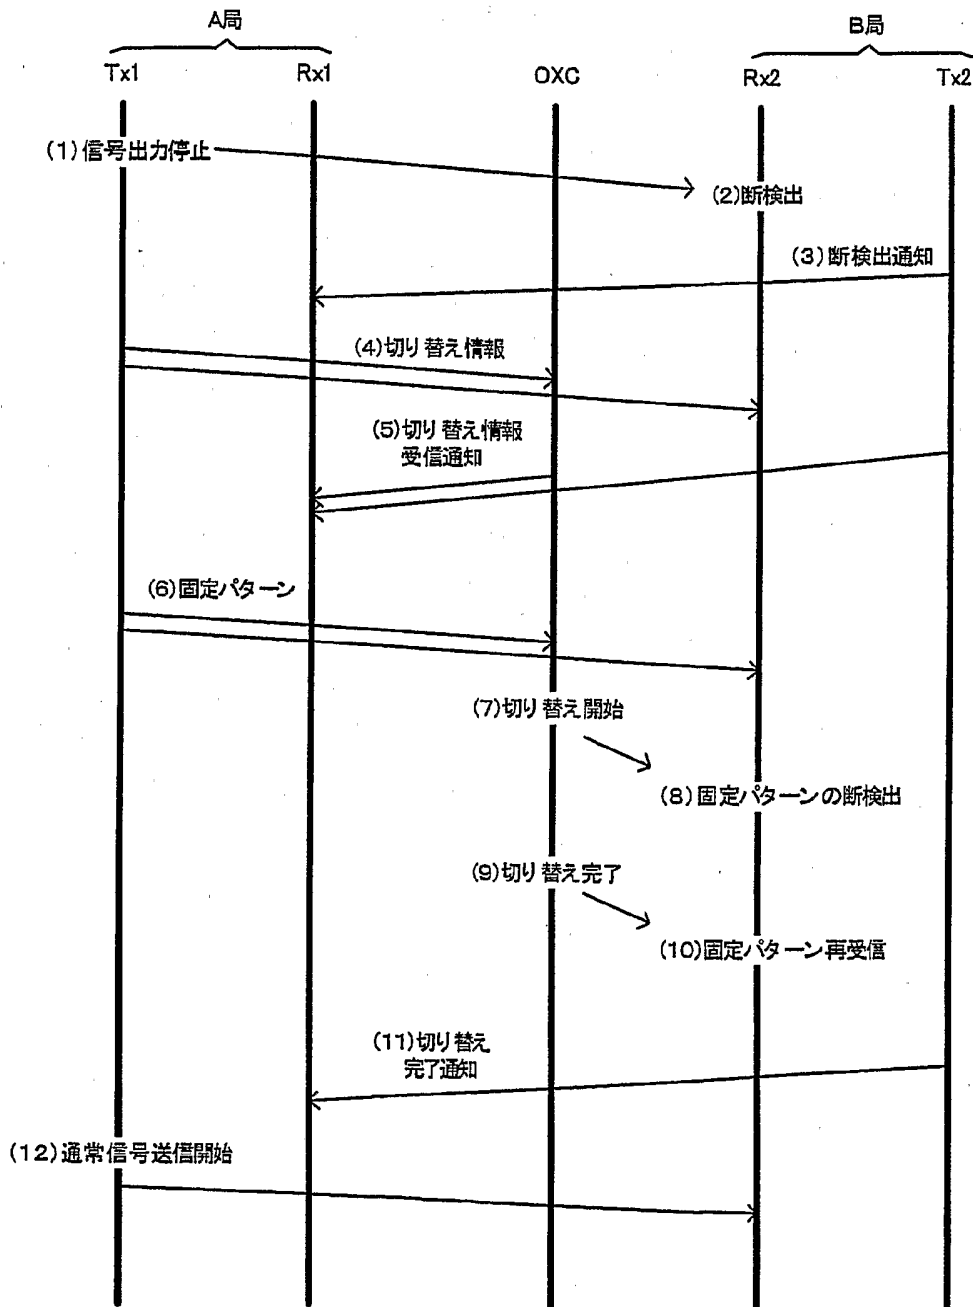 A局
B局
Tx1
Rx1
OXC
Rx2
Tx2
(1)信号出力停止
(2)断検出
(3)断検出通知
(4)切り替え情報
(5)切り替え情報
受信通知
(6)固定パターン
(7)切り替え開始
(8)固定パターンの断検出
(9)切り替え完了
(10)固定パターン再受信
(11)切り替え
完了通知
(12)通常信号送信開始